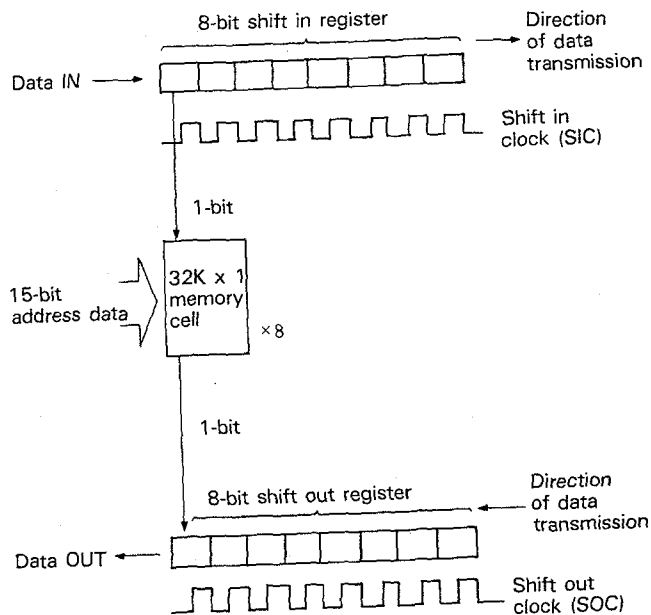 8-bit shift in register
Direction
of data
transmission
Data IN
Shift in
clock (SIC)
1-bit
15-bit
address data
32K x 1
memory
cell
×8
1-bit
8-bit shift out register
Direction
of data
transmission
Data OUT
Shift out
clock (SOC)